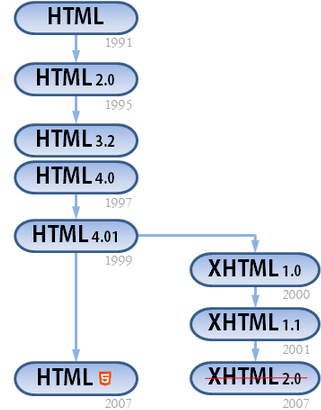 HTML
1991
HTML 2.0
1995
HTML 3.2
HTML 4.0
1997
HTML 4.01
1999
XHTML 1.0
2000
XHTML 1.1
2001
HTML 5
2007
XHTML 2.0
2007